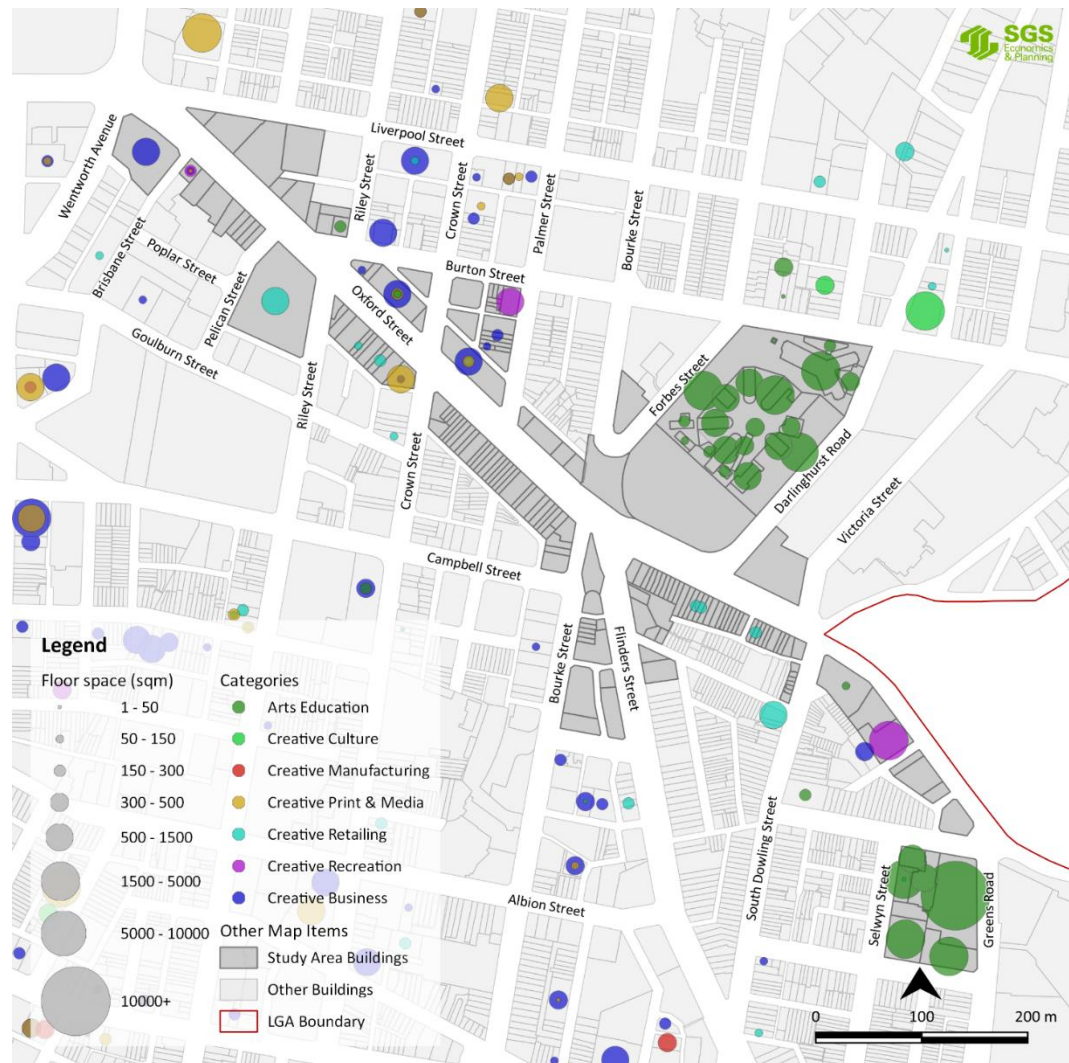 SGS
Economics
& Planning
Liverpool Street
Wentworth Avenue
Riley Street
Crown Street
Palmer Street
Bourke Street
Brisbane Street
Poplar Street
Burton Street
Pelican Street
Oxford Street
Goulburn Street
Forbes Street
Riley Street
Crown Street
Darlinghurst Road
Victoria Street
Campbell Street
Bourke Street
Flinders Street
South Dowling Street
Albion Street
Selwyn Street
Greens Road
Legend
Floor space (sqm)
1 - 50
50 - 150
150 - 300
300 - 500
500 - 1500
1500 - 5000
5000 - 10000
10000+
Categories
Arts Education
Creative Culture
Creative Manufacturing
Creative Print & Media
Creative Retailing
Creative Recreation
Creative Business
Other Map Items
Study Area Buildings
Other Buildings
LGA Boundary
0 100 200 m